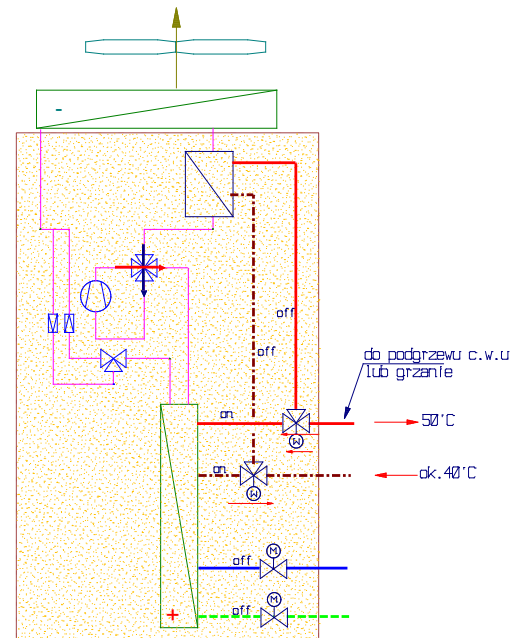 -
off
off
do podgrzewu c.w.u
lub grzanie
on
50°C
M
on
ok.40°C
M
off
M
off
M
+